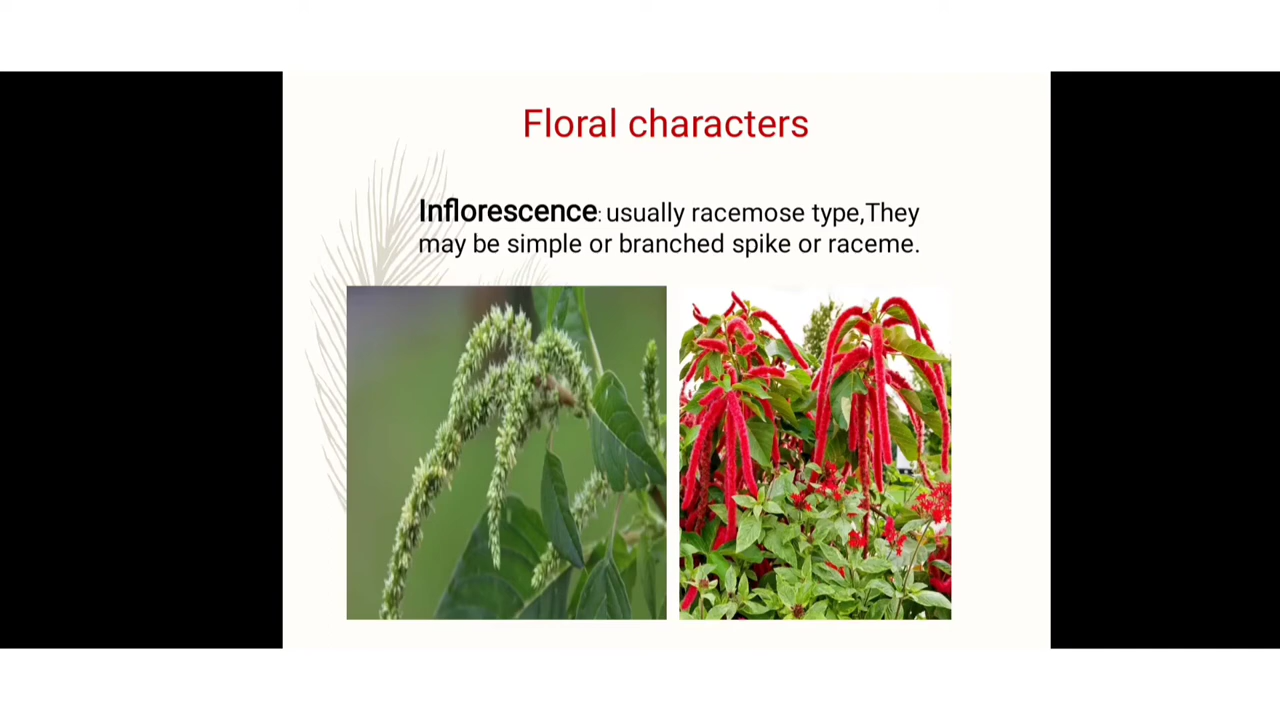 Floral characters
Inflorescence: usually racemose type,They
may be simple or branched spike or raceme.